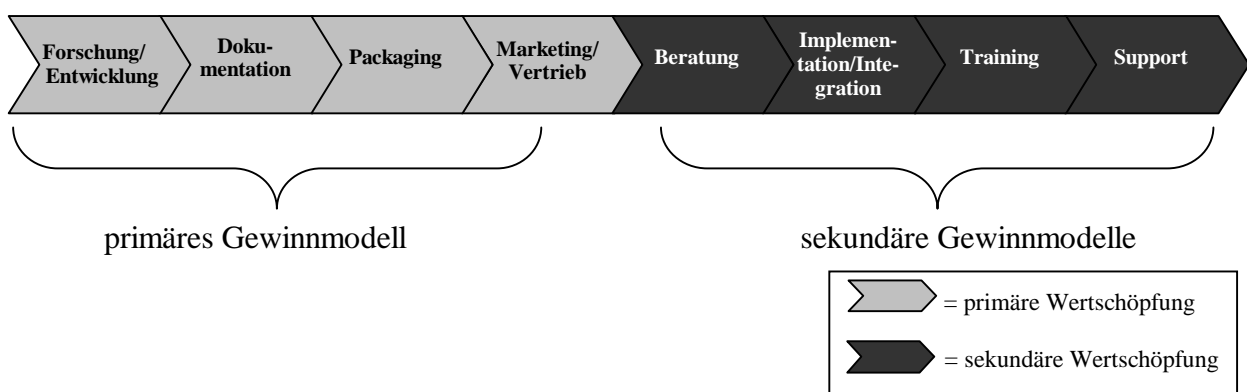 Forschung/
Entwicklung
Doku-
mentation
Packaging
Marketing/
Vertrieb
Beratung
Implemen-
tation/Inte-
gration
Training
Support
primäres Gewinnmodell
sekundäre Gewinnmodelle
= primäre Wertschöpfung
= sekundäre Wertschöpfung